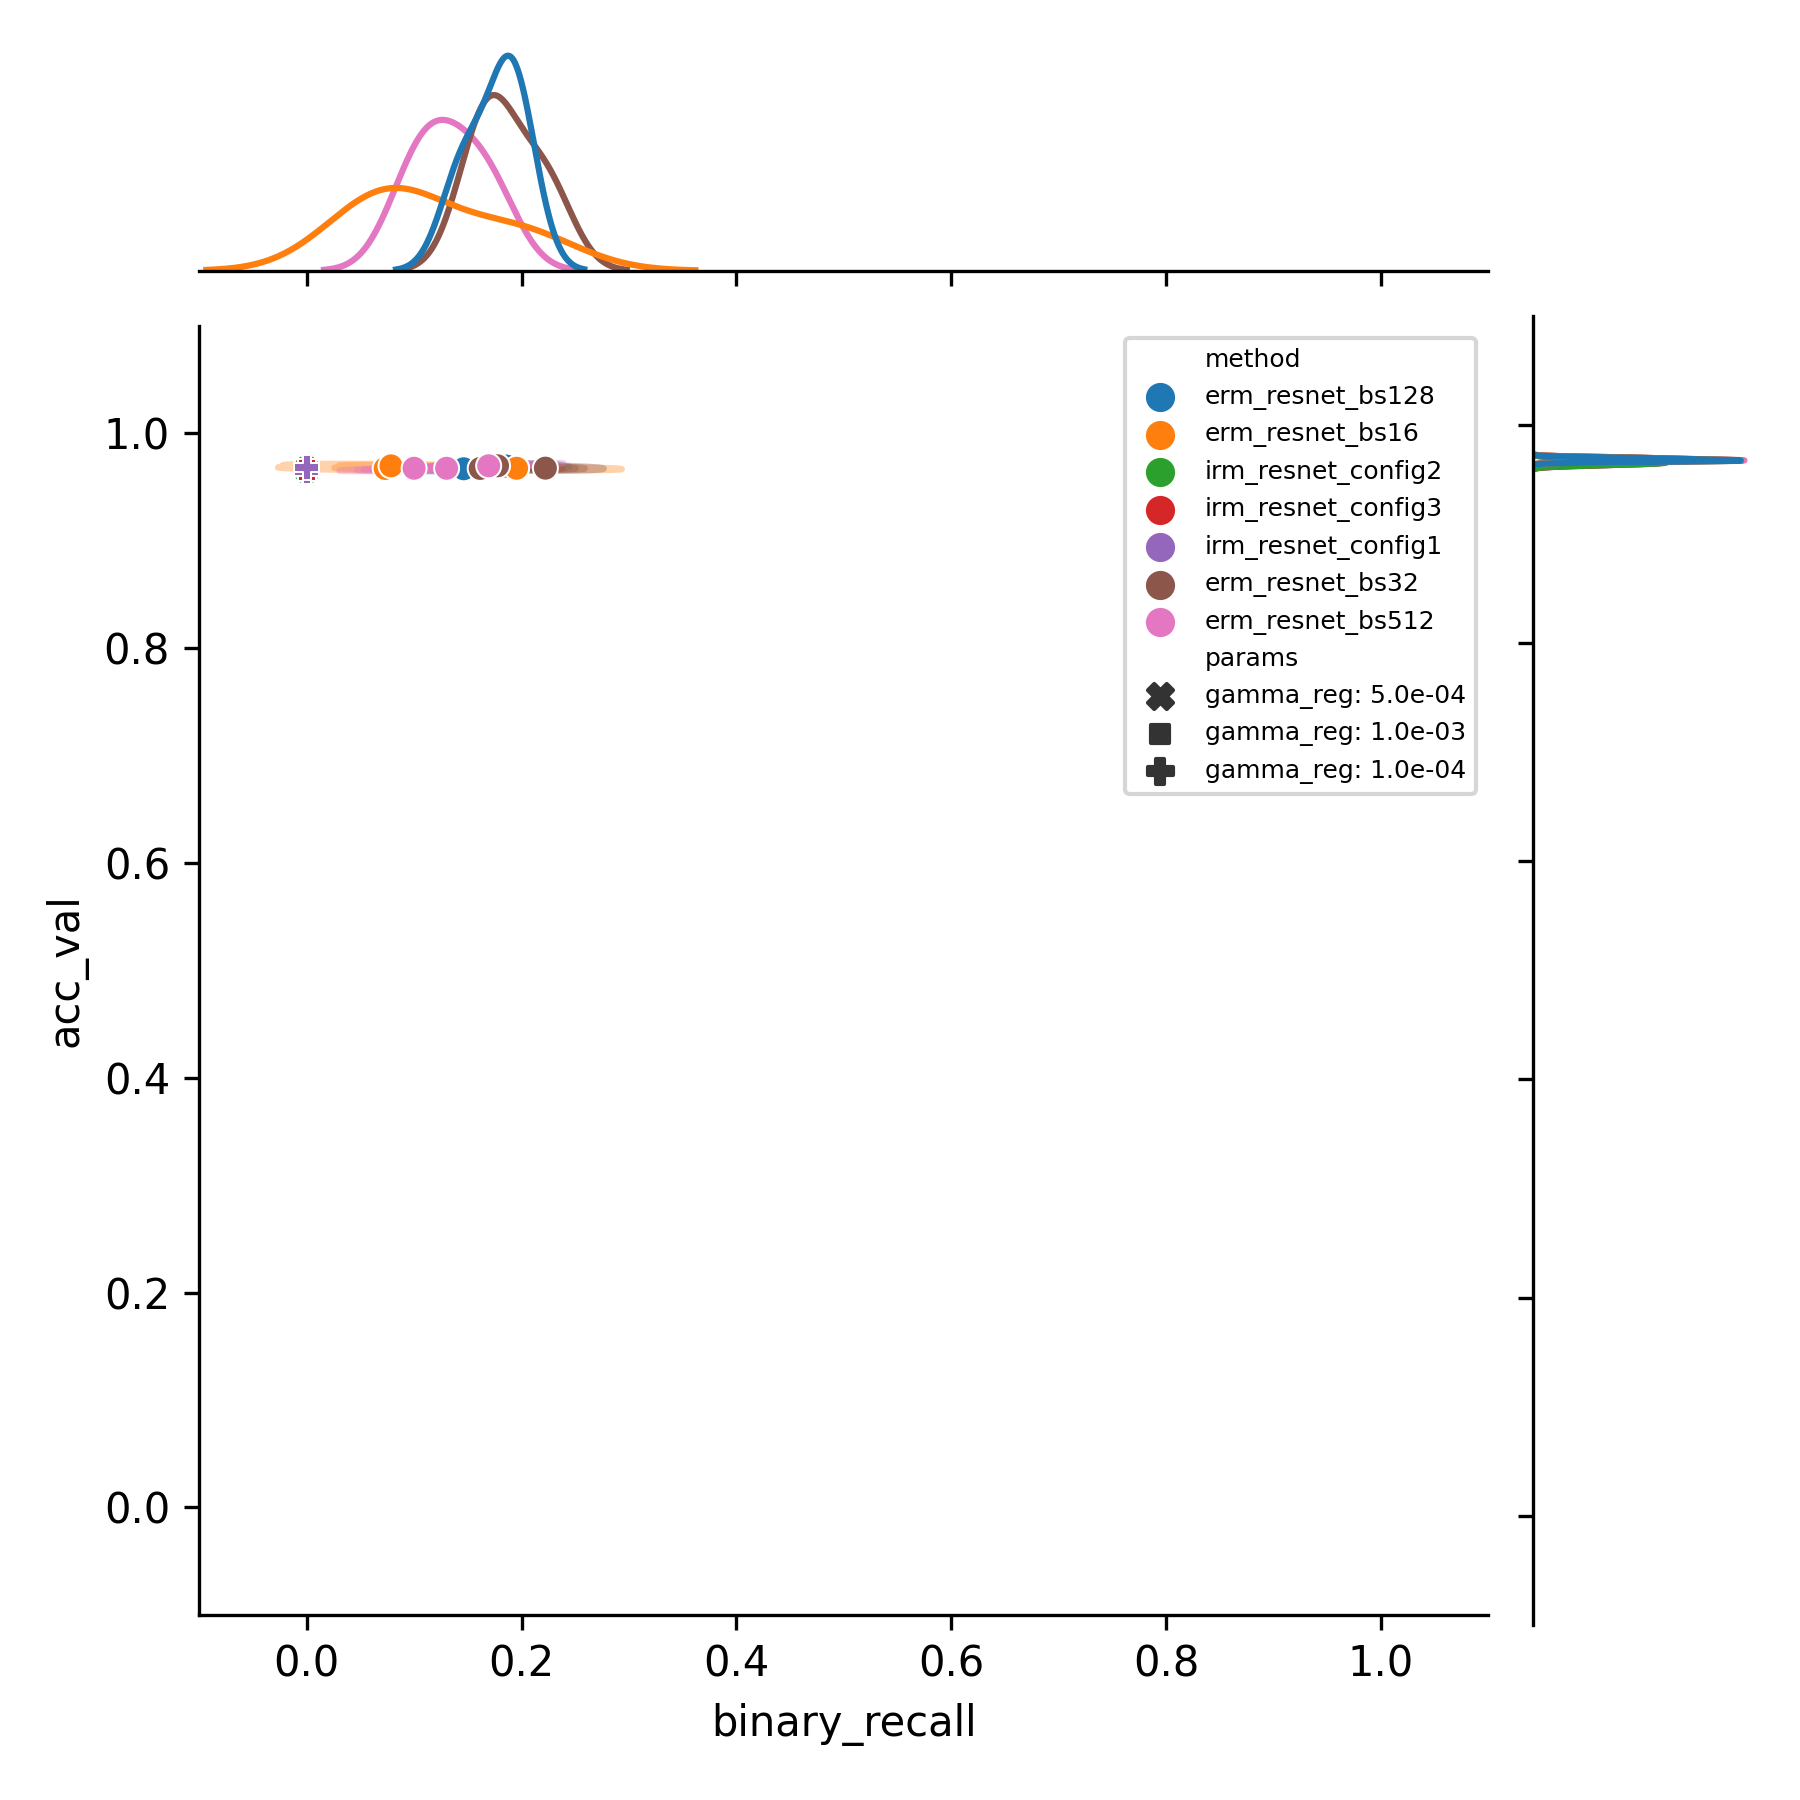 method
erm_resnet_bs128
erm_resnet_bs16
irm_resnet_config2
irm_resnet_config3
irm_resnet_config1
erm_resnet_bs32
erm_resnet_bs512
params
gamma_reg: 5.0e-04
gamma_reg: 1.0e-03
gamma_reg: 1.0e-04
1.0
0.8
0.6
0.4
0.2
0.0
acc_val
0.0 0.2 0.4 0.6 0.8 1.0
binary_recall